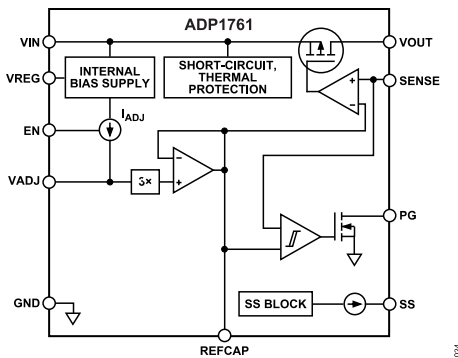 ADP1761
VIN
VOUT
VREG
INTERNAL
BIAS SUPPLY
SHORT-CIRCUIT,
THERMAL
PROTECTION
SENSE
IADJ
EN
VADJ
3×
PG
GND
SS BLOCK
SS
REFCAP